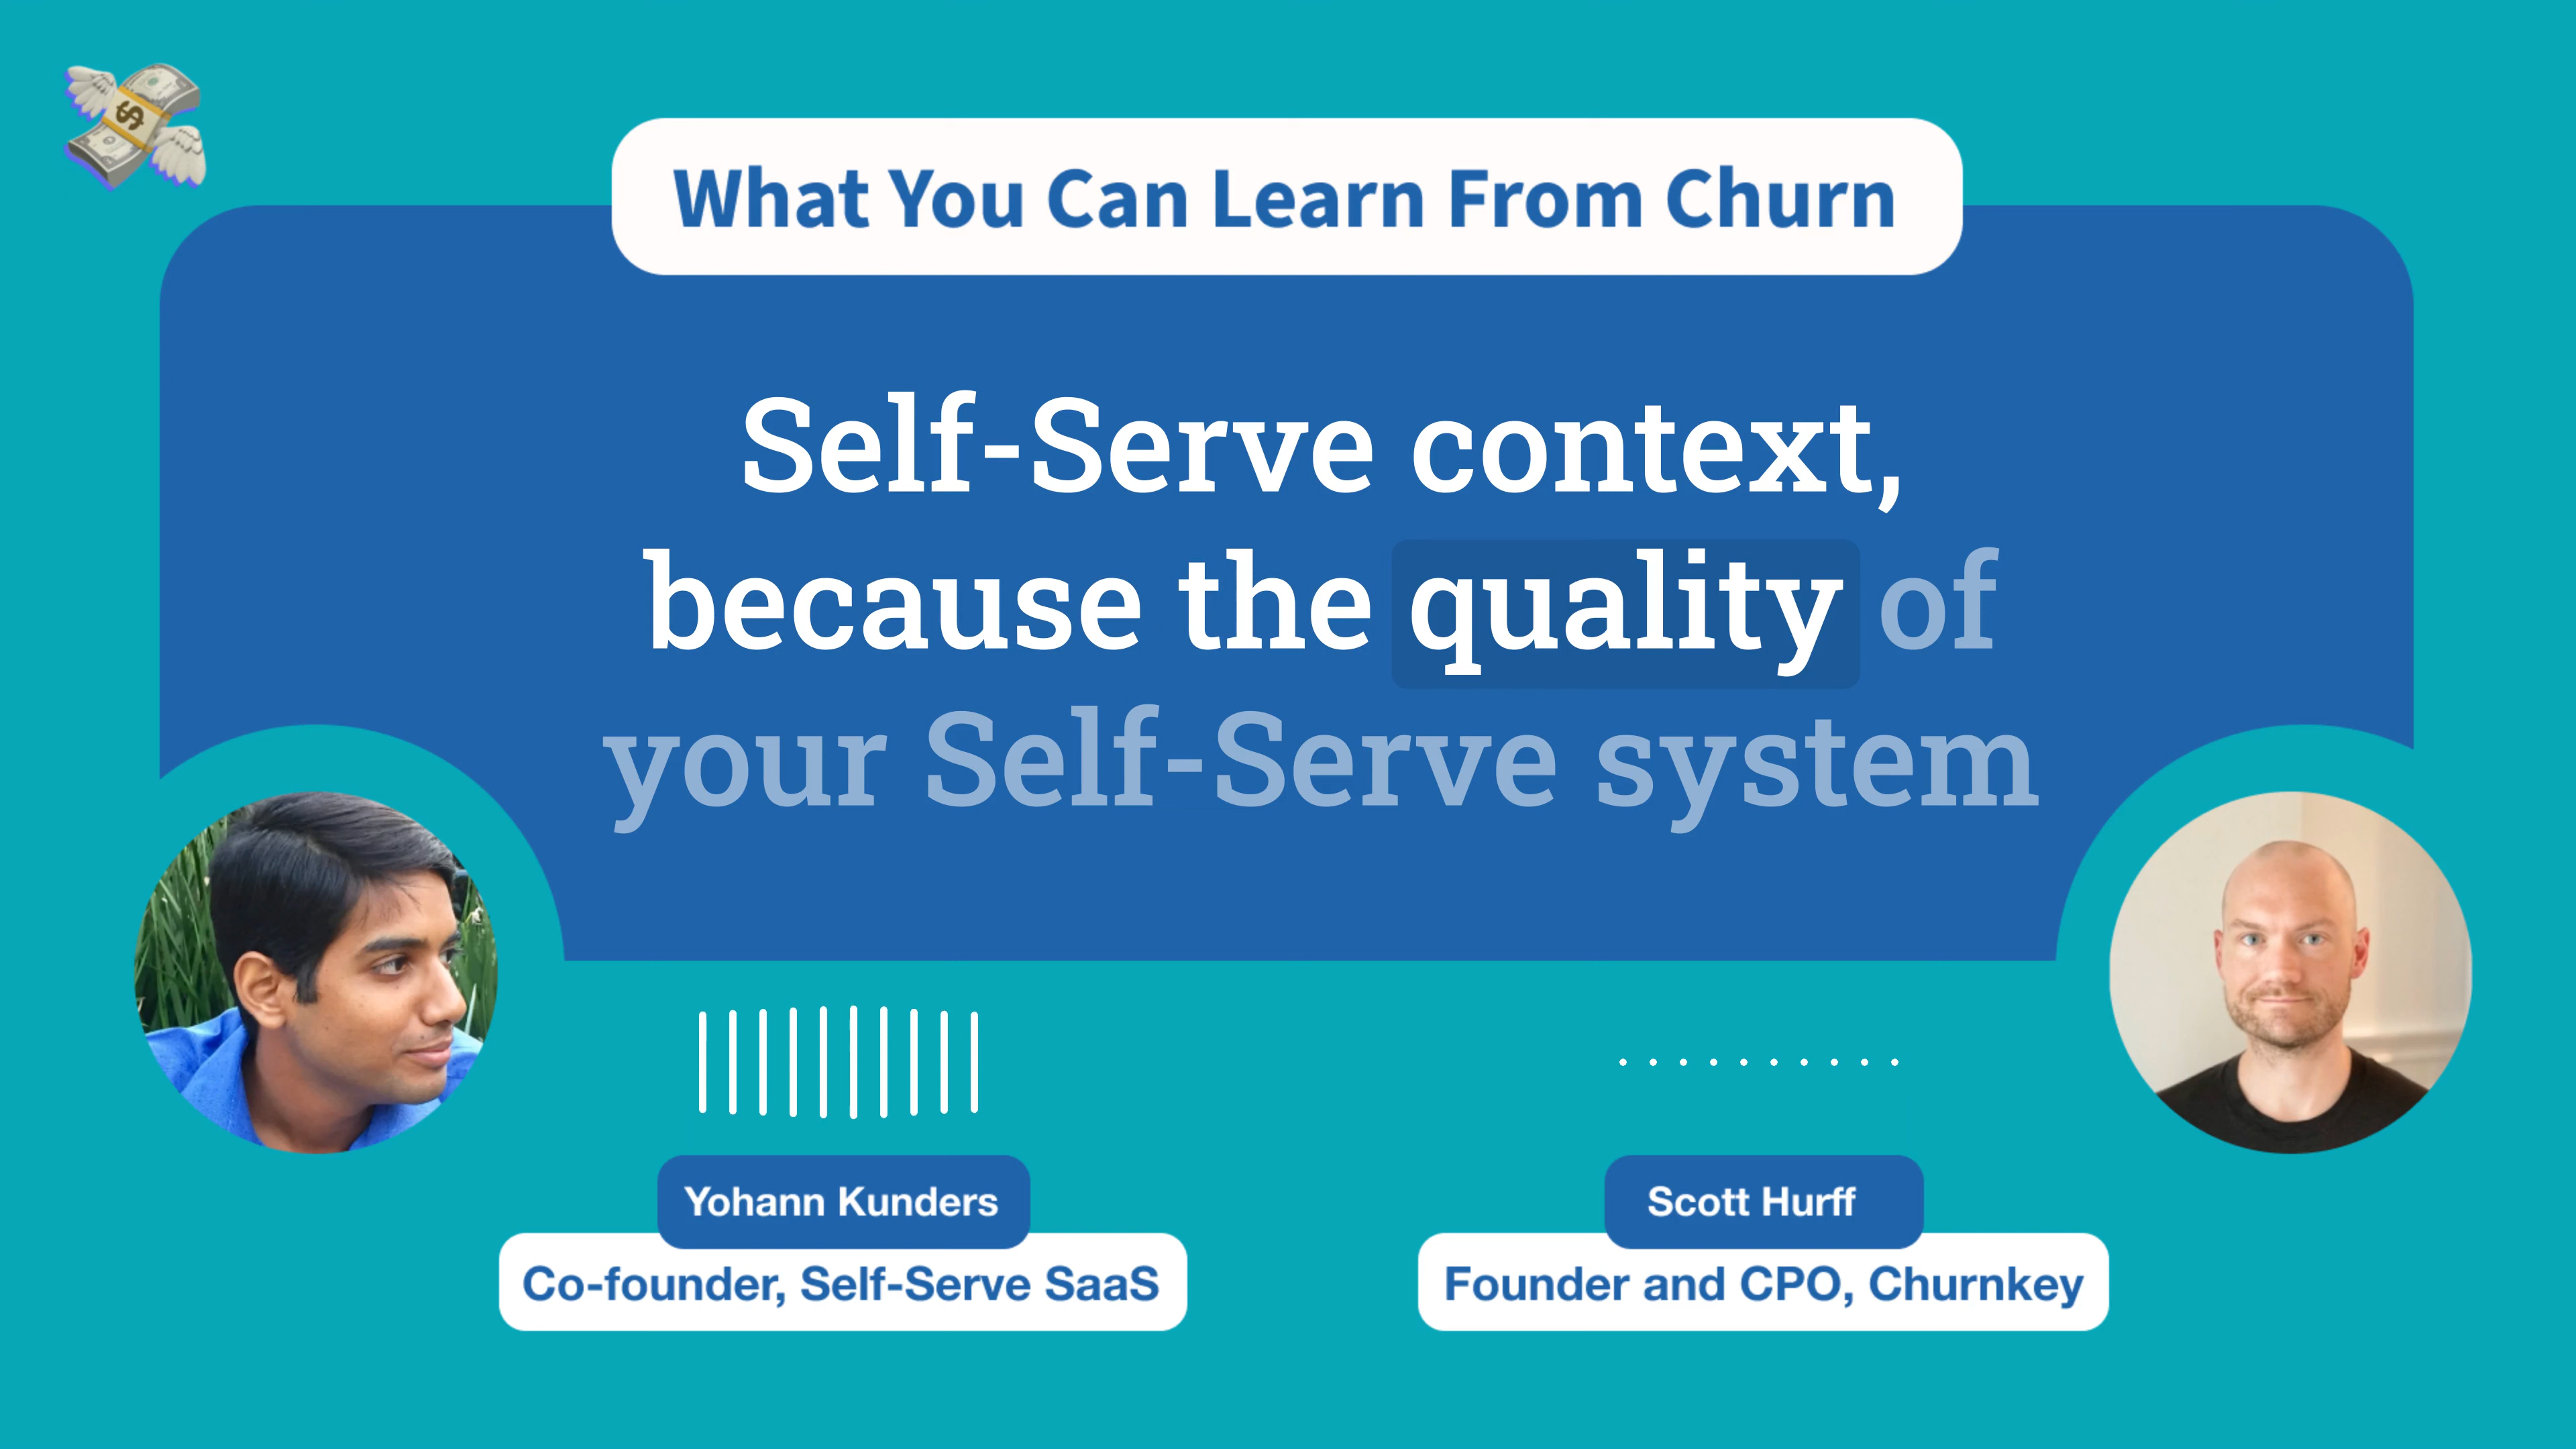 What You Can Learn From Churn
Self-Serve context,
because the quality of
your Self-Serve system
Yohann Kunders
Co-founder, Self-Serve SaaS
Scott Hurff
Founder and CPO, Churnkey